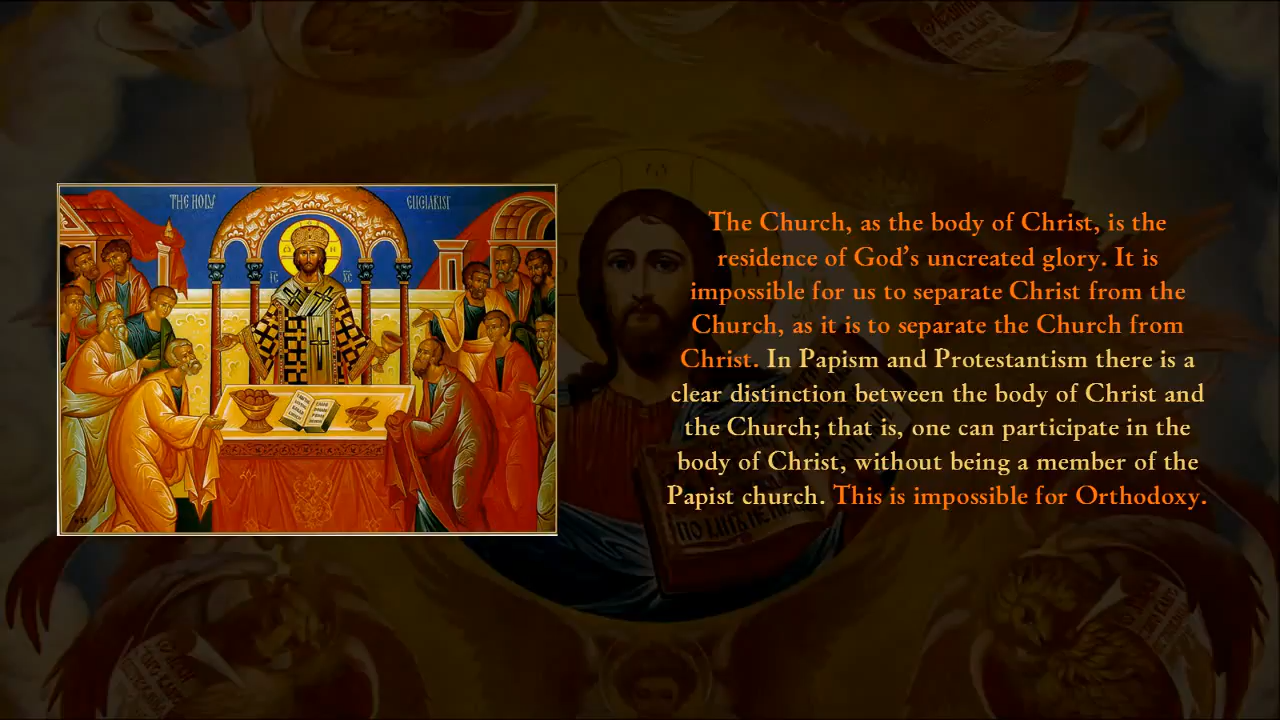 THE HOLY
EUCHARIST
IC
XC
The Church, as the body of Christ, is the
residence of God's uncreated glory. It is
impossible for us to separate Christ from the
Church, as it is to separate the Church from
Christ. In Papism and Protestantism there is a
clear distinction between the body of Christ and
the Church; that is, one can participate in the
body of Christ, without being a member of the
Papist church. This is impossible for Orthodoxy.